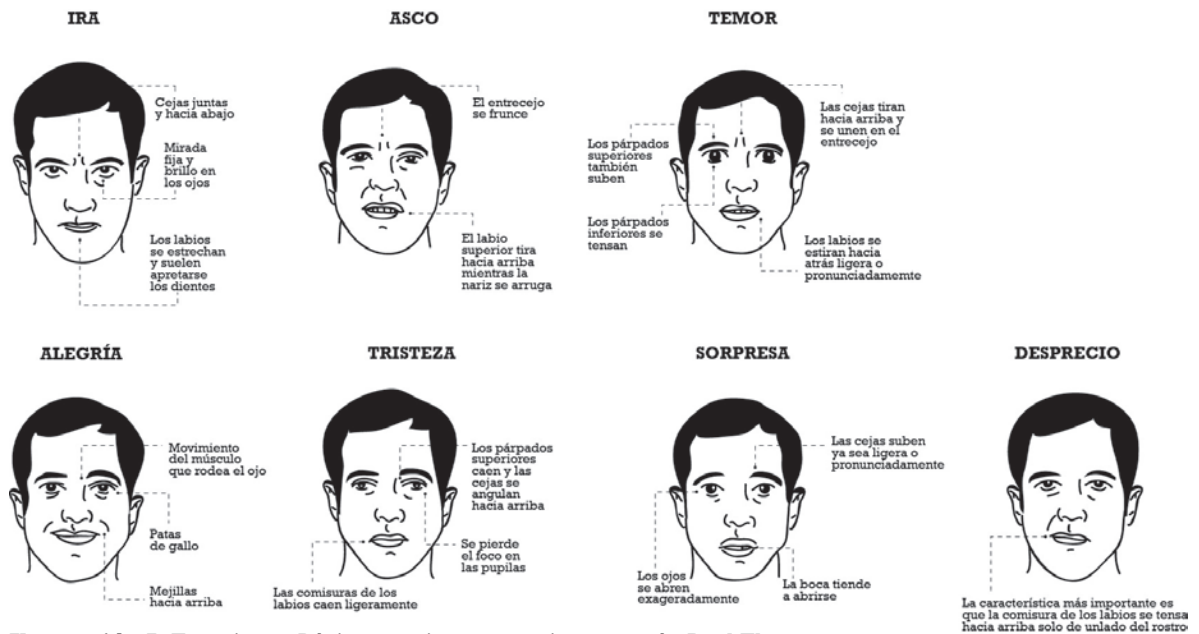 IRA
Cejas juntas
y hacia abajo
Mirada
fija y
brillo en
los ojos
Los labios
se estrechan
y suelen
apretarse
los dientes
ASCO
El entrecejo
se frunce
El labio
superior tira
hacia arriba
mientras la
nariz se arruga
TEMOR
Las cejas tiran
hacia arriba y
se unen en el
entrecejo
Los párpados
superiores
también
suben
Los párpados
inferiores se
tensan
Los labios se
estiran hacia
atrás ligera o
pronunciadamemte
ALEGRÍA
Movimiento
del músculo
que rodea el ojo
Patas
de gallo
Mejillas
hacia arriba
TRISTEZA
Los párpados
superiores
caen y las
cejas se
angulan
hacia arriba
Se pierde
el foco en
las pupilas
Las comisuras de los
labios caen ligeramente
SORPRESA
Las cejas suben
ya sea ligera o
pronunciadamente
Los ojos
se abren
exageradamente
La boca tiende
a abrirse
DESPRECIO
La característica más importante es
que la comisura de los labios se tensa
hacia arriba solo de unlado del rostro